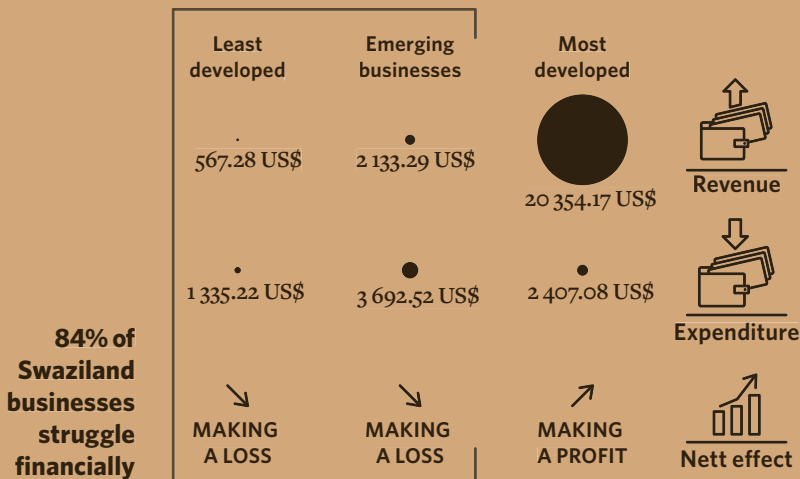 Least
developed
Emerging
businesses
Most
developed
567.28 US$
2 133.29 US$
20 354.17 US$
Revenue
1 335.22 US$
3 692.52 US$
2 407.08 US$
Expenditure
84% of
Swaziland
businesses
struggle
financially
MAKING
A LOSS
MAKING
A LOSS
MAKING
A PROFIT
Nett effect